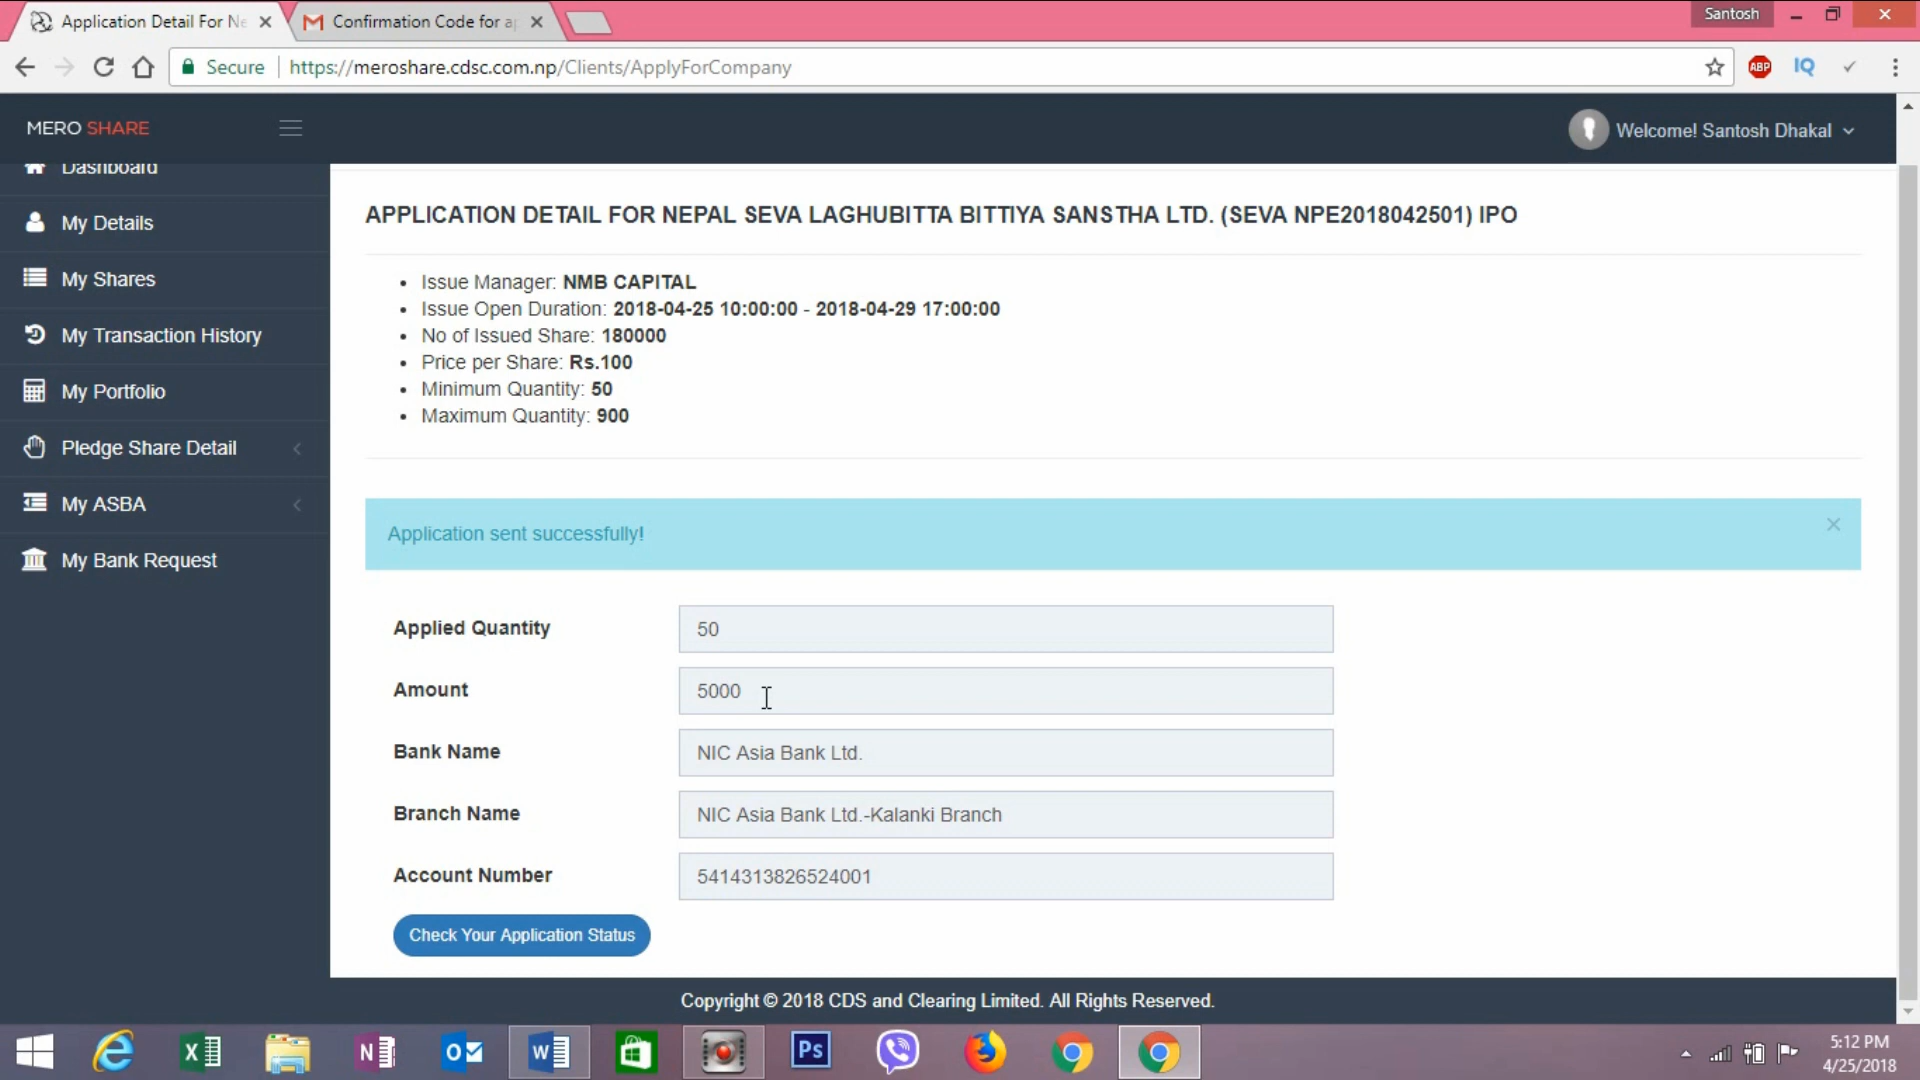 Application Detail For Ne
Confirmation Code for ap
Santosh
Secure
https://meroshare.cdsc.com.np/Clients/ApplyForCompany
ABP
IQ
MERO SHARE
Welcome! Santosh Dhakal
Dashboard
My Details
My Shares
My Transaction History
My Portfolio
Pledge Share Detail
My ASBA
My Bank Request
APPLICATION DETAIL FOR NEPAL SEVA LAGHUBITTA BITTIYA SANSTHA LTD. (SEVA NPE2018042501) IPO
Issue Manager: NMB CAPITAL
Issue Open Duration: 2018-04-25 10:00:00 - 2018-04-29 17:00:00
No of Issued Share: 180000
Price per Share: Rs.100
Minimum Quantity: 50
Maximum Quantity: 900
Application sent successfully!
Applied Quantity 50
Amount 5000
Bank Name NIC Asia Bank Ltd.
Branch Name NIC Asia Bank Ltd.-Kalanki Branch
Account Number 5414313826524001
Check Your Application Status
Copyright © 2018 CDS and Clearing Limited. All Rights Reserved.
Ps
5:12 PM
4/25/2018